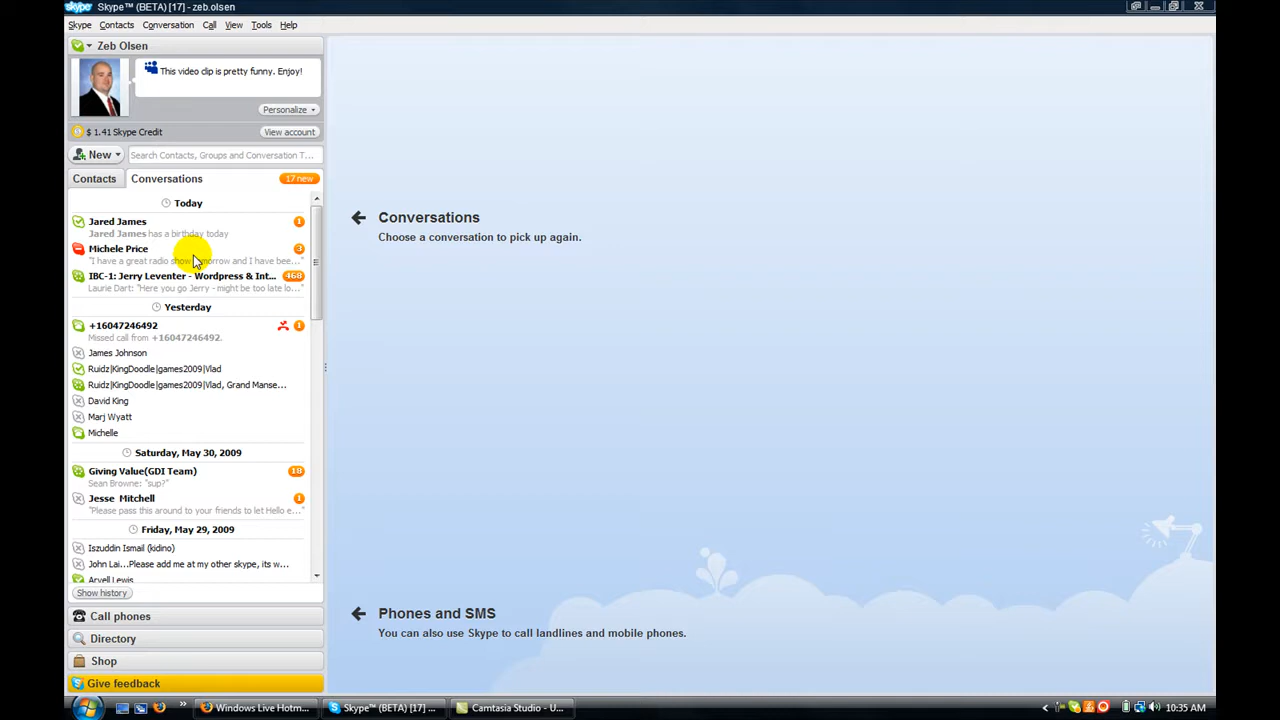 Skype™ (BETA) [17] - zeb.olsen
Skype Contacts Conversation Call View Tools Help
Zeb Olsen
This video clip is pretty funny. Enjoy!
Personalize
$ 1.41 Skype Credit
View account
New
Search Contacts, Groups and Conversation T...
Contacts
Conversations
17 new
Today
Jared James 1
Jared James has a birthday today
Michele Price 3
"I have a great radio show tomorrow and I have bee..."
IBC-1: Jerry Leventer - Wordpress & Int... 468
Laurie Dart: "Here you go Jerry - might be too late lo..."
Yesterday
+16047246492 1
Missed call from +16047246492.
James Johnson
Ruidz|KingDoodle|games2009|Vlad
Ruidz|KingDoodle|games2009|Vlad, Grand Manse...
David King
Marj Wyatt
Michelle
Saturday, May 30, 2009
Giving Value(GDI Team) 18
Sean Browne: "sup?"
Jesse Mitchell 1
"Please pass this around to your friends to let Hello e..."
Friday, May 29, 2009
Iszuddin Ismail (kidino)
John Lai...Please add me at my other skype, its w...
Arvell Lewis
Show history
Call phones
Directory
Shop
Give feedback
Conversations
Choose a conversation to pick up again.
Phones and SMS
You can also use Skype to call landlines and mobile phones.
Windows Live Hotm...
Skype™ (BETA) [17] ...
Camtasia Studio - U...
10:35 AM